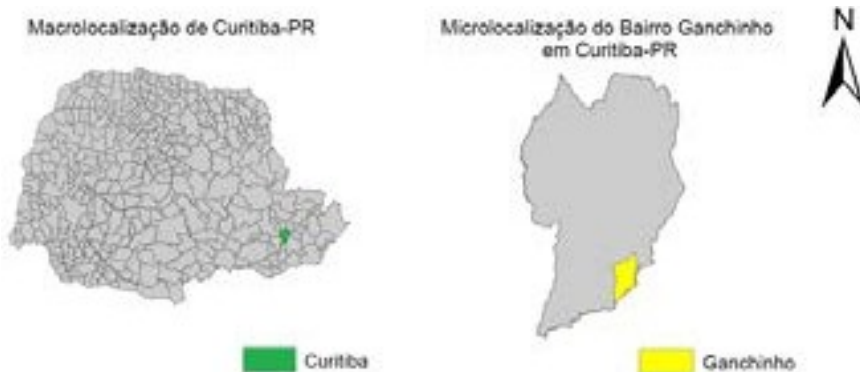 Macrolocalização de Curitiba-PR
Microlocalização do Bairro Ganchinho
em Curitiba-PR
N
Curitiba
Ganchinho